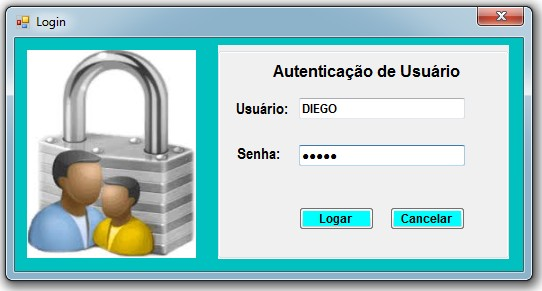 Login
Autenticação de Usuário
Usuário: DIEGO
Senha: •••••
Logar Cancelar